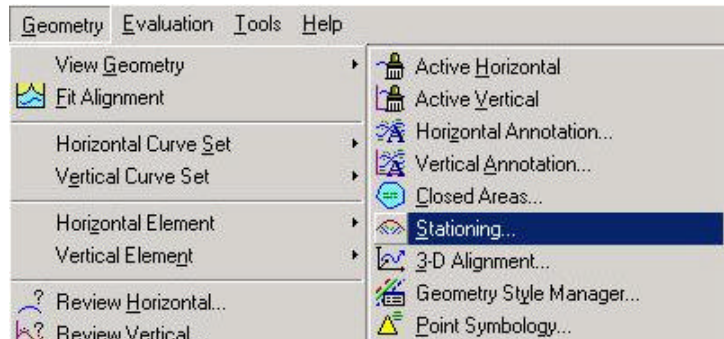 Geometry Evaluation Tools Help
View Geometry
Fit Alignment
Horizontal Curve Set
Vertical Curve Set
Horizontal Element
Vertical Element
Review Horizontal...
Review Vertical...
Active Horizontal
Active Vertical
Horizontal Annotation...
Vertical Annotation...
Closed Areas...
Stationing...
3-D Alignment...
Geometry Style Manager...
Point Symbology...